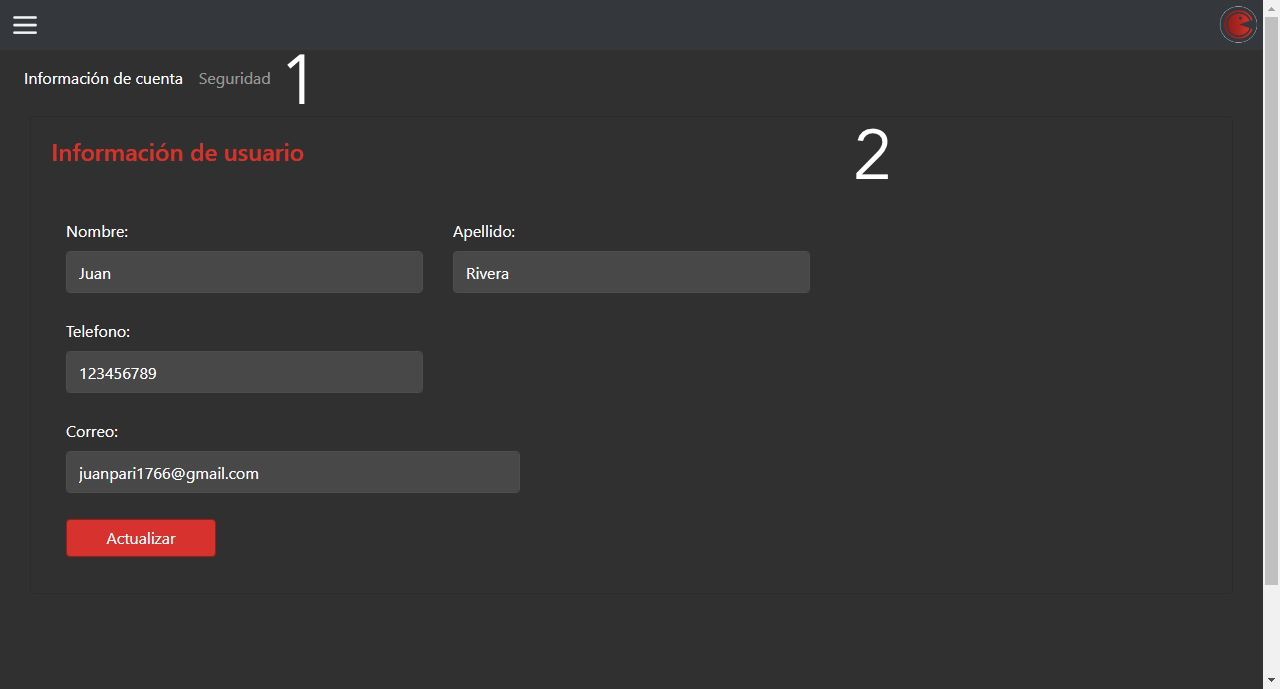 Información de cuenta Seguridad 1
Información de usuario 2
Nombre: Apellido:
Juan Rivera
Telefono:
123456789
Correo:
juanpari1766@gmail.com
Actualizar